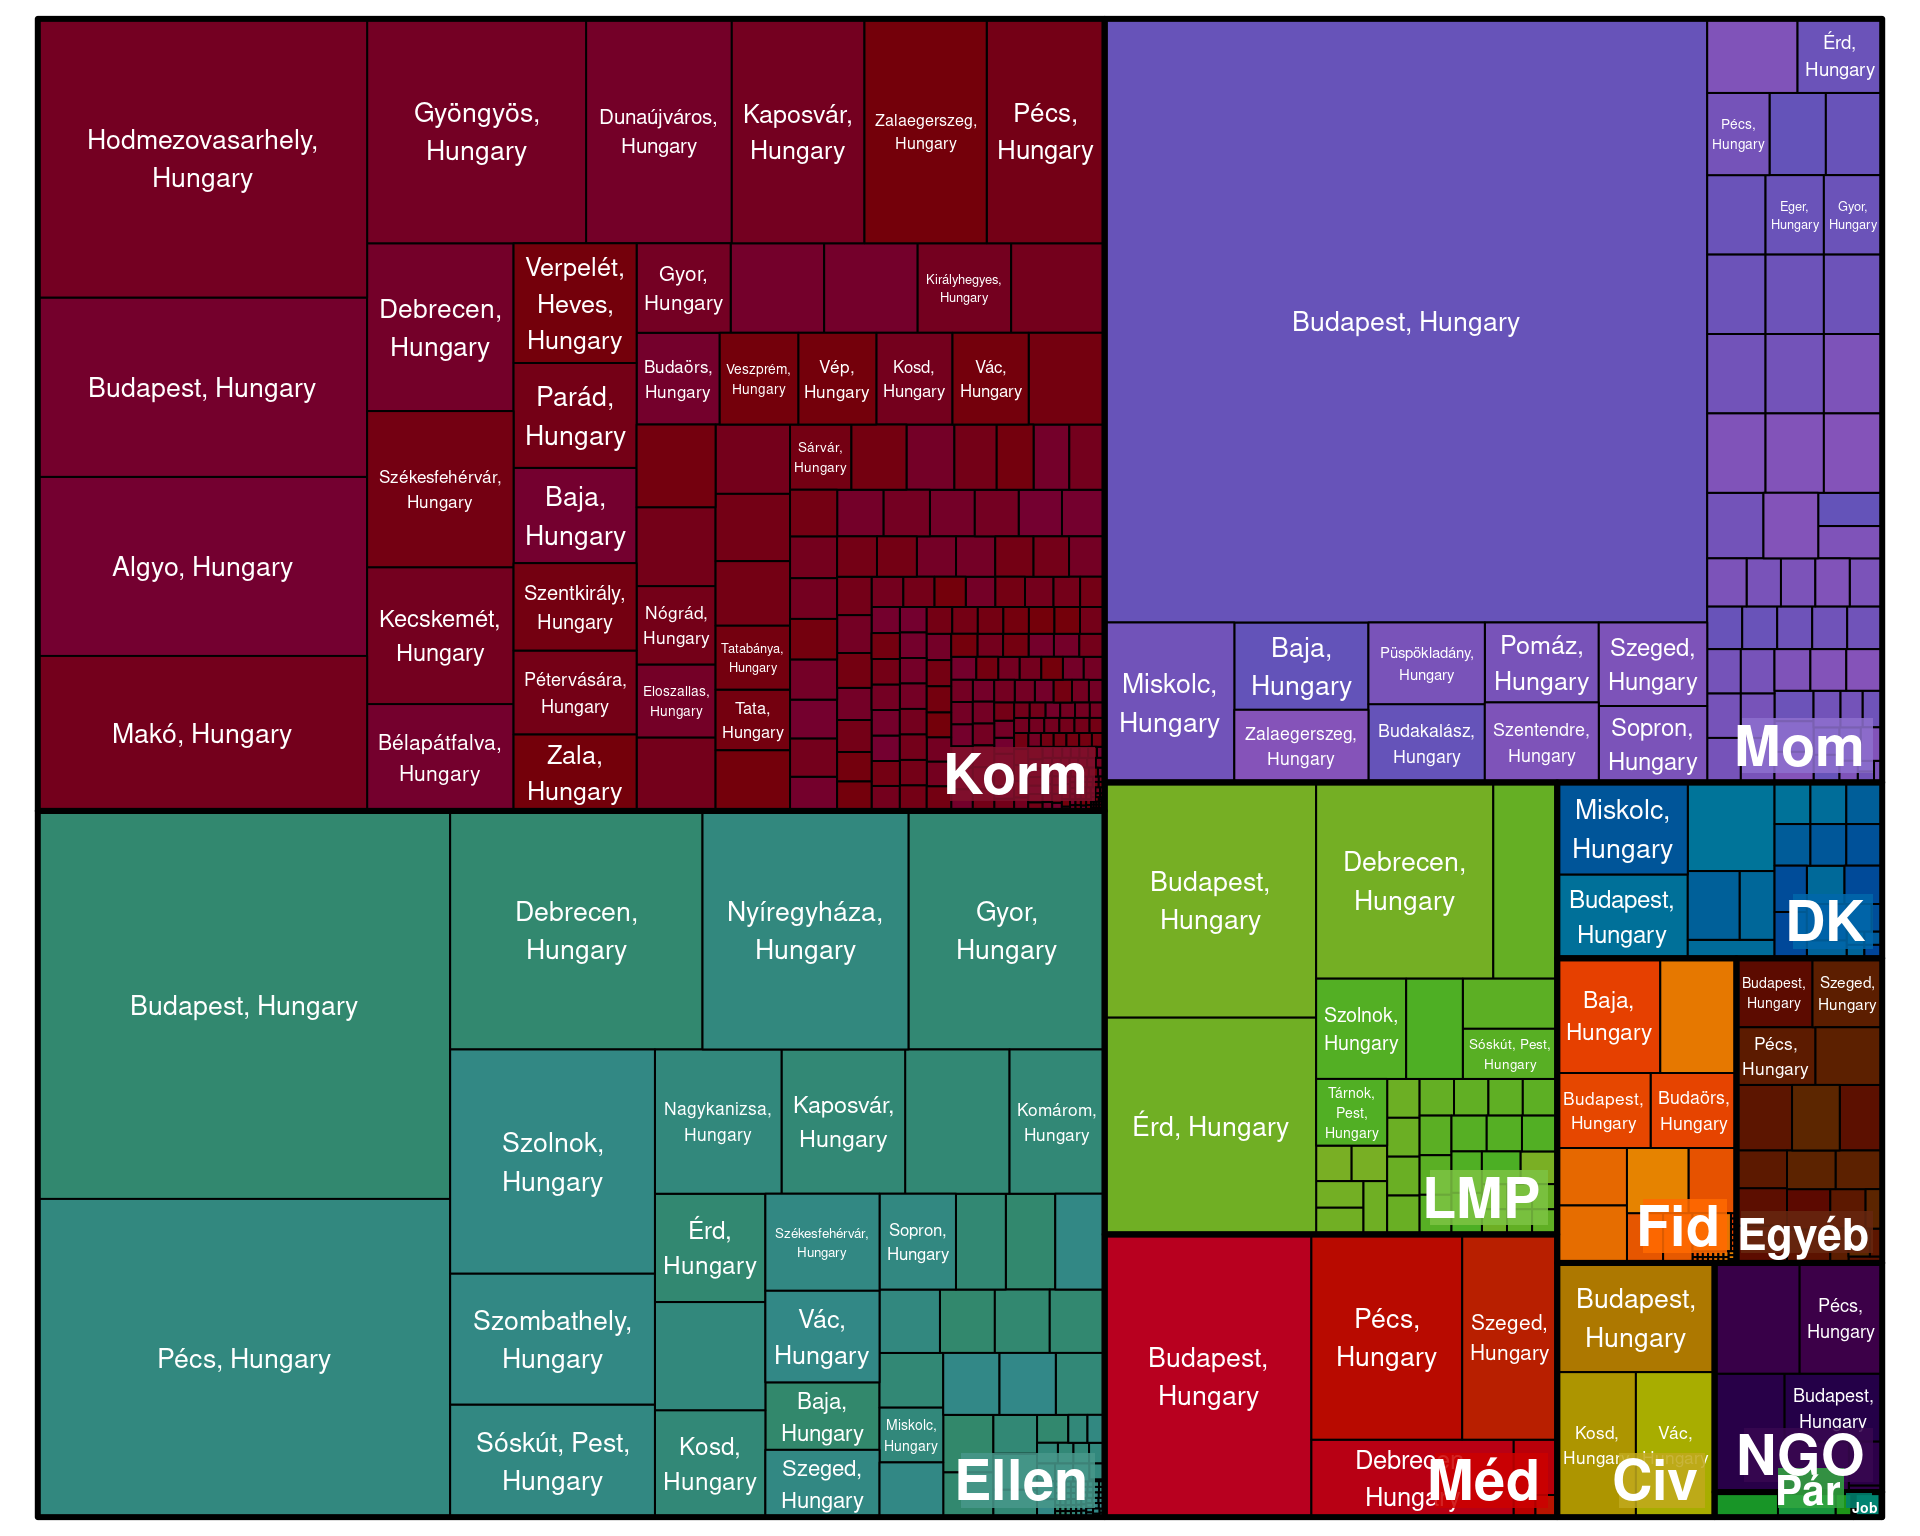 Hodmezovasarhely,
Hungary
Budapest, Hungary
Algyo, Hungary
Makó, Hungary
Gyöngyös,
Hungary
Dunaújváros,
Hungary
Kaposvár,
Hungary
Zalaegerszeg,
Hungary
Pécs,
Hungary
Debrecen,
Hungary
Székesfehérvár,
Hungary
Kecskemét,
Hungary
Bélapátfalva,
Hungary
Verpelét,
Heves,
Hungary
Parád,
Hungary
Baja,
Hungary
Szentkirály,
Hungary
Pétervására,
Hungary
Zala,
Hungary
Gyor,
Hungary
Királyhegyes,
Hungary
Budaörs,
Hungary
Veszprém,
Hungary
Vép,
Hungary
Kosd,
Hungary
Vác,
Hungary
Sárvár,
Hungary
Nógrád,
Hungary
Eloszallas,
Hungary
Tatabánya,
Hungary
Tata,
Hungary
Korm
Budapest, Hungary
Érd,
Hungary
Pécs,
Hungary
Eger,
Hungary
Gyor,
Hungary
Miskolc,
Hungary
Baja,
Hungary
Zalaegerszeg,
Hungary
Püspökladány,
Hungary
Budakalász,
Hungary
Pomáz,
Hungary
Szentendre,
Hungary
Szeged,
Hungary
Sopron,
Hungary
Mom
Budapest, Hungary
Pécs, Hungary
Debrecen,
Hungary
Nyíregyháza,
Hungary
Gyor,
Hungary
Szolnok,
Hungary
Szombathely,
Hungary
Sóskút, Pest,
Hungary
Nagykanizsa,
Hungary
Kaposvár,
Hungary
Komárom,
Hungary
Érd,
Hungary
Kosd,
Hungary
Székesfehérvár,
Hungary
Vác,
Hungary
Baja,
Hungary
Szeged,
Hungary
Sopron,
Hungary
Miskolc,
Hungary
Ellen
Budapest,
Hungary
Érd, Hungary
Debrecen,
Hungary
Szolnok,
Hungary
Sóskút, Pest,
Hungary
Tárnok,
Pest,
Hungary
LMP
Miskolc,
Hungary
Budapest,
Hungary
DK
Baja,
Hungary
Budapest,
Hungary
Budaörs,
Hungary
Fid
Budapest,
Hungary
Szeged,
Hungary
Pécs,
Hungary
Egyéb
Budapest,
Hungary
Pécs,
Hungary
Szeged,
Hungary
Debrecen,
Hungary
Méd
Budapest,
Hungary
Kosd,
Hungary
Vác,
Hungary
Civ
Pécs,
Hungary
Budapest,
Hungary
NGO
Pár
Job